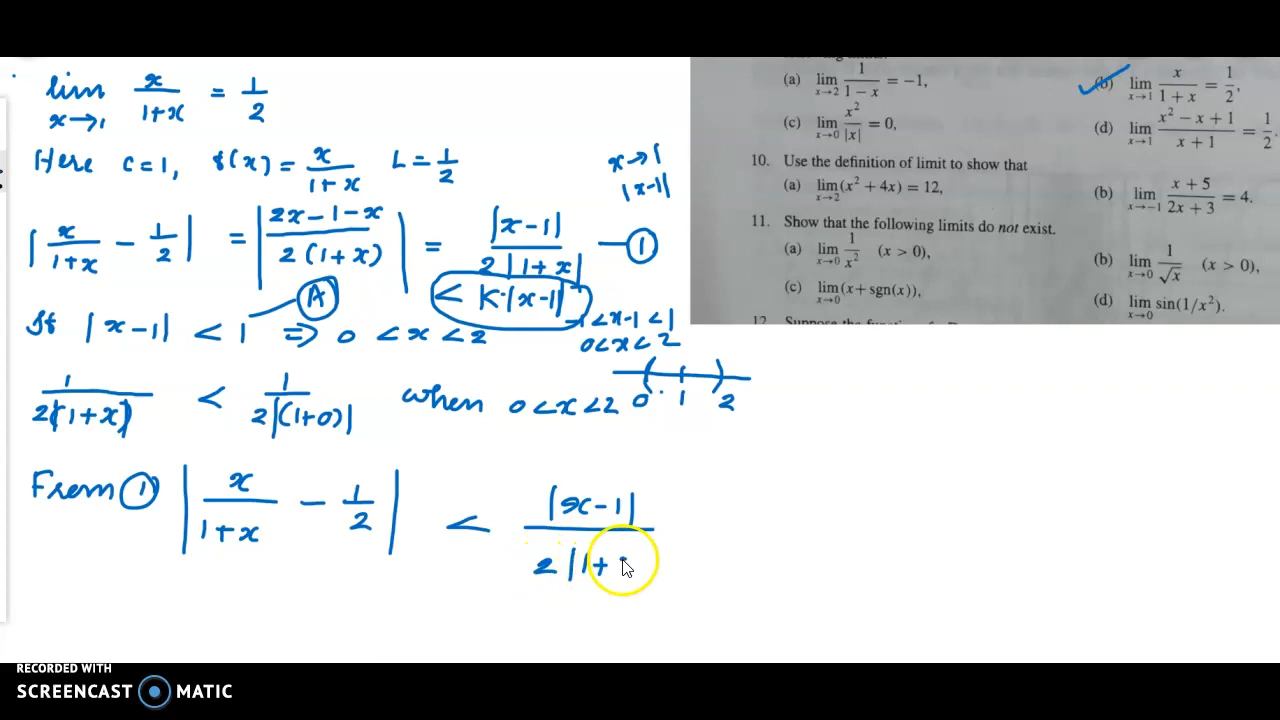 lim x→1 x/(1+x) = 1/2
Here c=1, f(x) = x/(1+x) L = 1/2
x→1
|x-1|
|x/(1+x) - 1/2| = |(2x-1-x)/(2(1+x))| = |x-1|/(2|1+x|) — ①
< K·|x-1|
If |x-1| < 1 — Ⓐ ⇒ 0 < x < 2
-1<x-1<1
0<x<2
1/(2|1+x|) < 1/(2|(1+0)|) when 0<x<2
0 1 2
From ① |x/(1+x) - 1/2| < |x-1|/(2|1+
(a) lim x→2 1/(1-x) = -1,
(b) lim x→1 x/(1+x) = 1/2,
(c) lim x→0 x²/|x| = 0,
(d) lim x→1 (x² - x + 1)/(x + 1) = 1/2.
10. Use the definition of limit to show that
(a) lim x→2 (x² + 4x) = 12,
(b) lim x→-1 (x + 5)/(2x + 3) = 4.
11. Show that the following limits do not exist.
(a) lim x→0 1/x² (x > 0),
(b) lim x→0 1/√x (x > 0),
(c) lim x→0 (x + sgn(x)),
(d) lim x→0 sin(1/x²).
RECORDED WITH
SCREENCAST MATIC